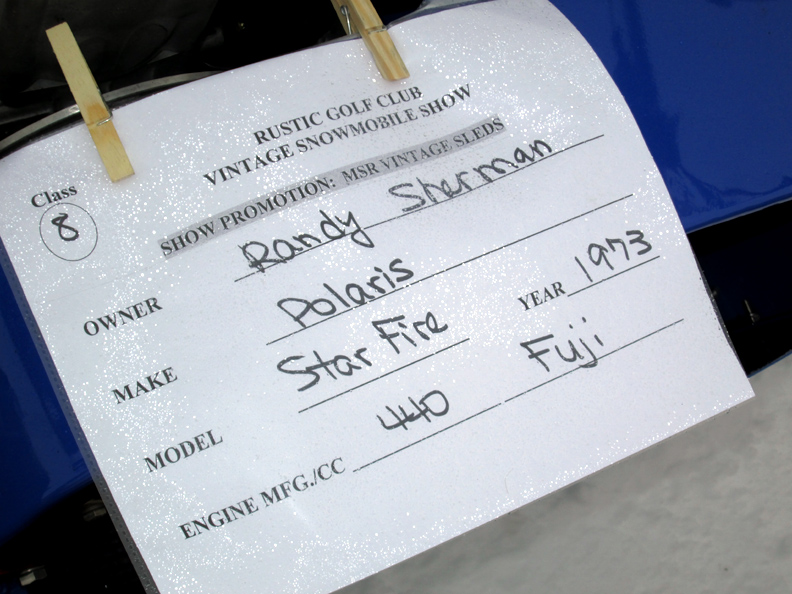 RUSTIC GOLF CLUB
VINTAGE SNOWMOBILE SHOW
SHOW PROMOTION: MSR VINTAGE SLEDS
Class
8
OWNER Randy Sherman
MAKE Polaris
MODEL Star Fire YEAR 1973
ENGINE MFG./CC 440 Fuji